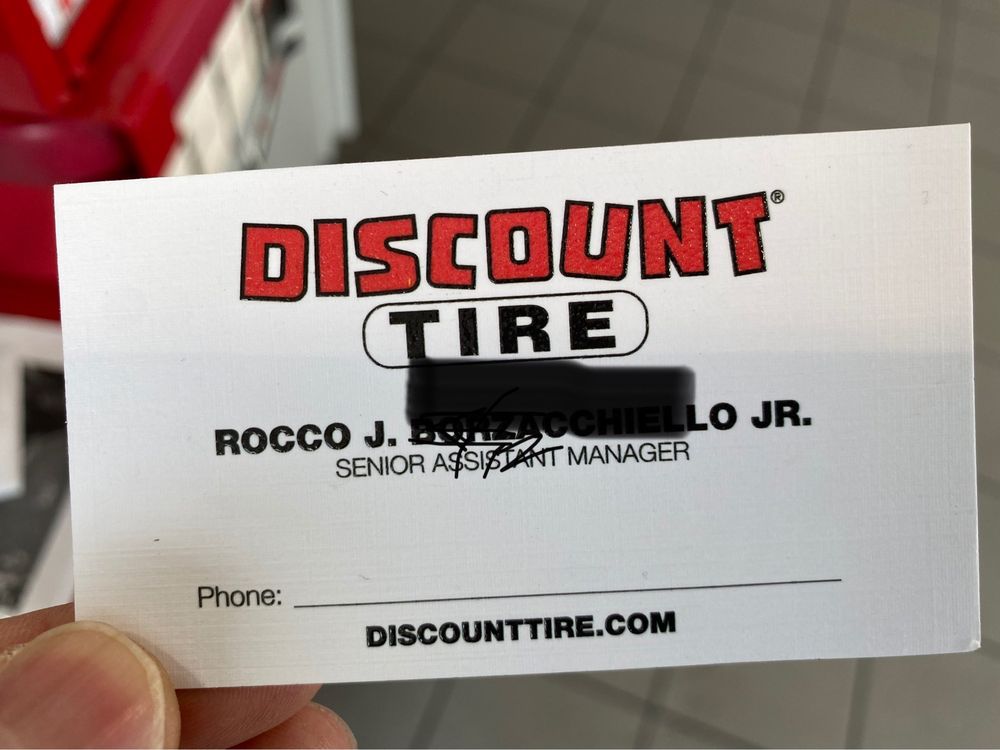 DISCOUNT®
TIRE
ROCCO J. BORZACCHIELLO JR.
SENIOR ASSISTANT MANAGER
Phone:
DISCOUNTTIRE.COM